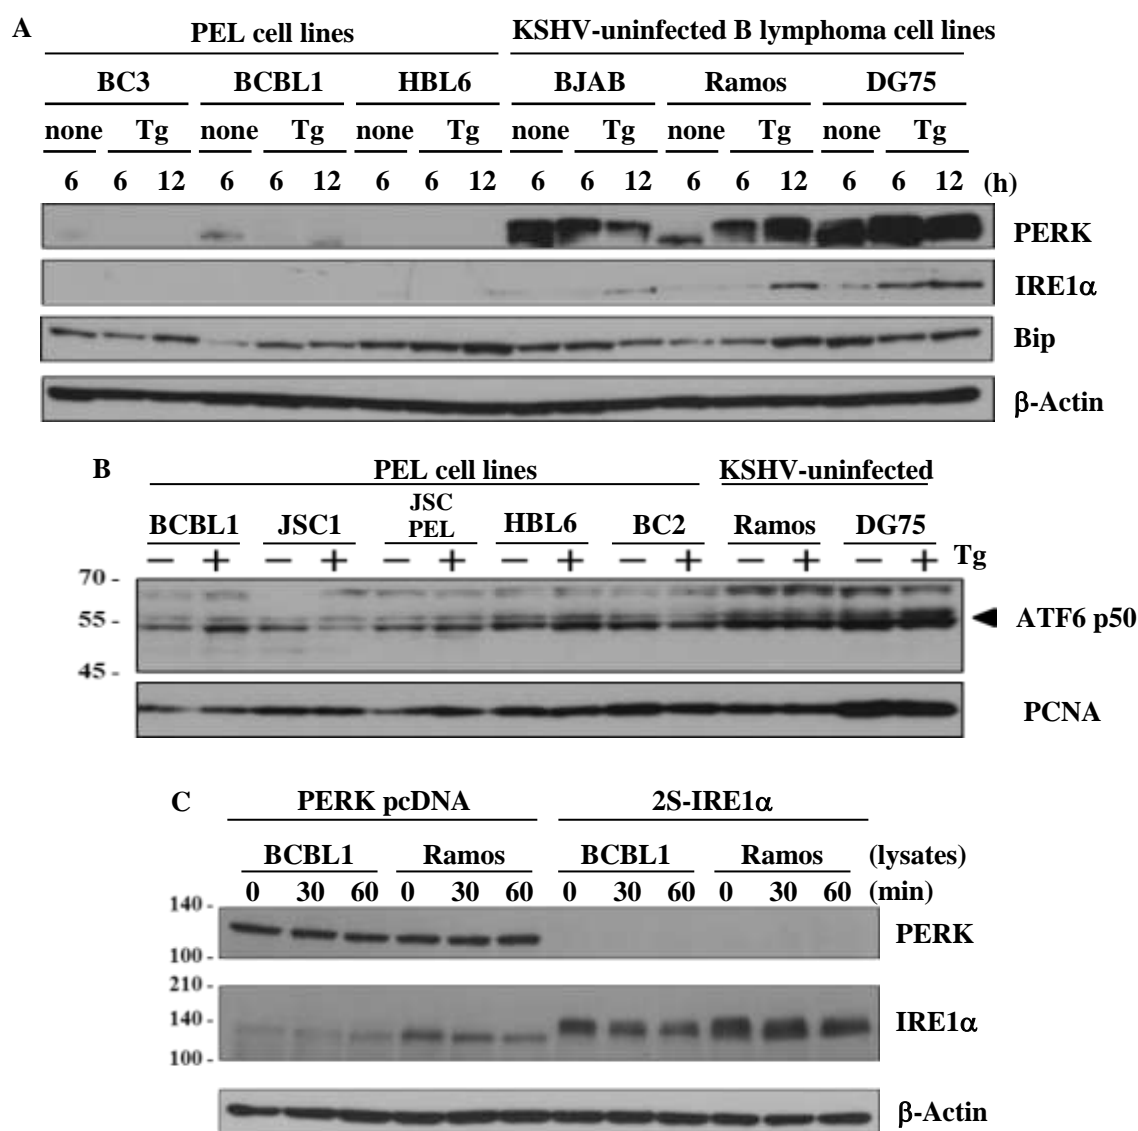 A
PEL cell lines KSHV-uninfected B lymphoma cell lines
BC3 BCBL1 HBL6 BJAB Ramos DG75
none Tg none Tg none Tg none Tg none Tg none Tg
6 6 12 6 6 12 6 6 12 6 6 12 6 6 12 6 6 12 (h)
PERK
IRE1α
Bip
β-Actin
B
PEL cell lines KSHV-uninfected
BCBL1 JSC1 JSC PEL HBL6 BC2 Ramos DG75
− + − + − + − + − + − + − + Tg
70 -
55 -
45 -
ATF6 p50
PCNA
C
PERK pcDNA 2S-IRE1α
BCBL1 Ramos BCBL1 Ramos (lysates)
0 30 60 0 30 60 0 30 60 0 30 60 (min)
140 -
PERK
100 -
210 -
140 -
IRE1α
100 -
β-Actin